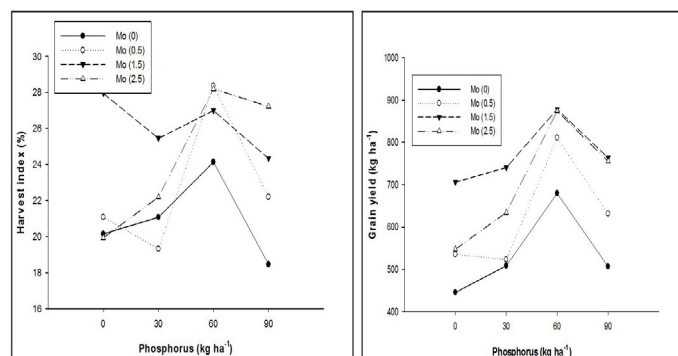 Mo (0)
Mo (0.5)
Mo (1.5)
Mo (2.5)
30
28
26
24
22
20
18
16
Harvest index (%)
0 30 60 90
Phosphorus (kg ha⁻¹)
Mo (0)
Mo (0.5)
Mo (1.5)
Mo (2.5)
1000
900
800
700
600
500
400
300
Grain yield (kg ha⁻¹)
0 30 60 90
Phosphorus (kg ha⁻¹)